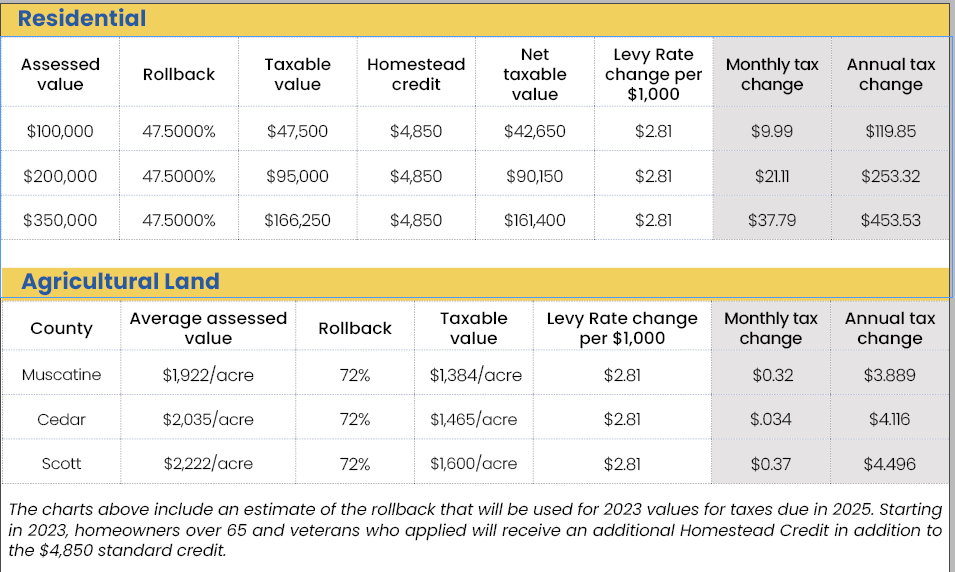 Residential
Assessed value | Rollback | Taxable value | Homestead credit | Net taxable value | Levy Rate change per $1,000 | Monthly tax change | Annual tax change
$100,000 | 47.5000% | $47,500 | $4,850 | $42,650 | $2.81 | $9.99 | $119.85
$200,000 | 47.5000% | $95,000 | $4,850 | $90,150 | $2.81 | $21.11 | $253.32
$350,000 | 47.5000% | $166,250 | $4,850 | $161,400 | $2.81 | $37.79 | $453.53
Agricultural Land
County | Average assessed value | Rollback | Taxable value | Levy Rate change per $1,000 | Monthly tax change | Annual tax change
Muscatine | $1,922/acre | 72% | $1,384/acre | $2.81 | $0.32 | $3.889
Cedar | $2,035/acre | 72% | $1,465/acre | $2.81 | $.034 | $4.116
Scott | $2,222/acre | 72% | $1,600/acre | $2.81 | $0.37 | $4.496
The charts above include an estimate of the rollback that will be used for 2023 values for taxes due in 2025. Starting
in 2023, homeowners over 65 and veterans who applied will receive an additional Homestead Credit in addition to
the $4,850 standard credit.